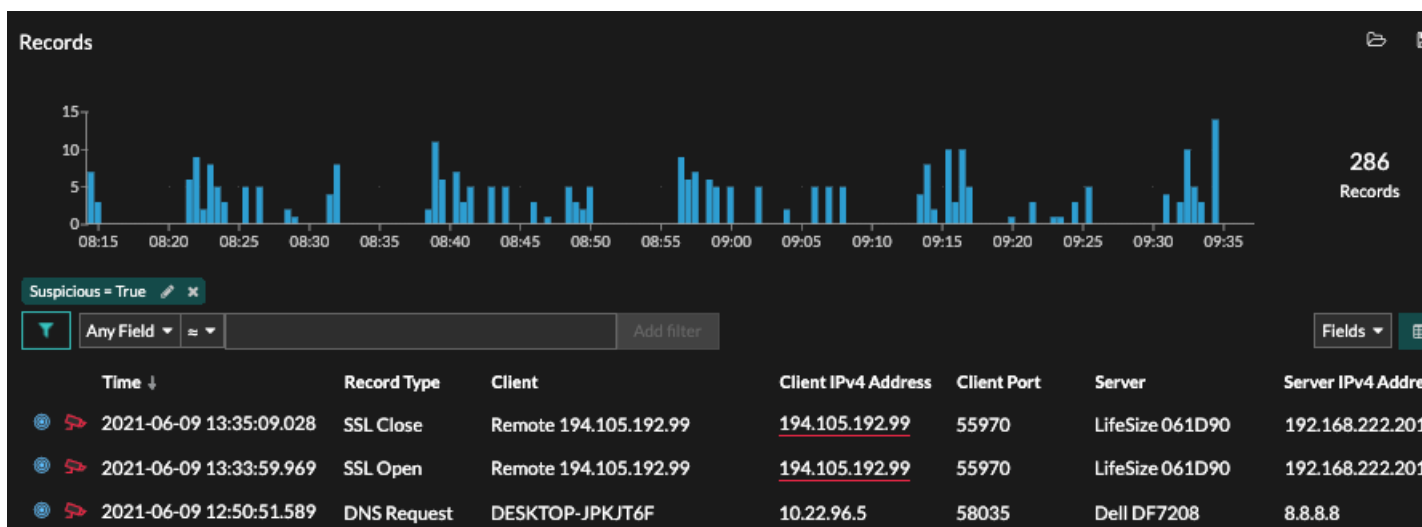 Records
15
10
5
0
08:15 08:20 08:25 08:30 08:35 08:40 08:45 08:50 08:55 09:00 09:05 09:10 09:15 09:20 09:25 09:30 09:35
286
Records
Suspicious = True
Any Field ≈ Add filter Fields
Time ↓ Record Type Client Client IPv4 Address Client Port Server Server IPv4 Addre
2021-06-09 13:35:09.028 SSL Close Remote 194.105.192.99 194.105.192.99 55970 LifeSize 061D90 192.168.222.201
2021-06-09 13:33:59.969 SSL Open Remote 194.105.192.99 194.105.192.99 55970 LifeSize 061D90 192.168.222.201
2021-06-09 12:50:51.589 DNS Request DESKTOP-JPKJT6F 10.22.96.5 58035 Dell DF7208 8.8.8.8